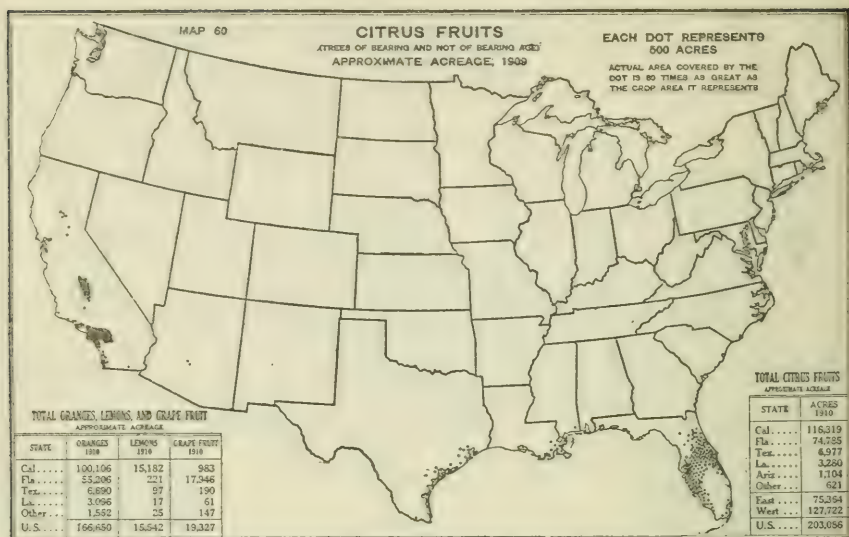 MAP 60
CITRUS FRUITS
(TREES OF BEARING AND NOT OF BEARING AGE)
APPROXIMATE ACREAGE, 1909
EACH DOT REPRESENTS
500 ACRES
ACTUAL AREA COVERED BY THE
DOT IS 80 TIMES AS GREAT AS
THE CROP AREA IT REPRESENTS
TOTAL ORANGES, LEMONS, AND GRAPE FRUIT
APPROXIMATE ACREAGE
STATE ORANGES 1910 LEMONS 1910 GRAPE FRUIT 1910
Cal..... 100,106 15,182 983
Fla..... 55,206 221 17,946
Tex..... 6,690 97 190
La..... 3,096 17 61
Other... 1,552 25 147
U.S..... 166,650 15,542 19,327
TOTAL CITRUS FRUITS
APPROXIMATE ACREAGE
STATE ACRES 1910
Cal.... 116,319
Fla.... 74,785
Tex.... 6,977
La.... 3,280
Ariz... 1,104
Other... 621
East... 75,364
West... 127,722
U.S.... 203,086